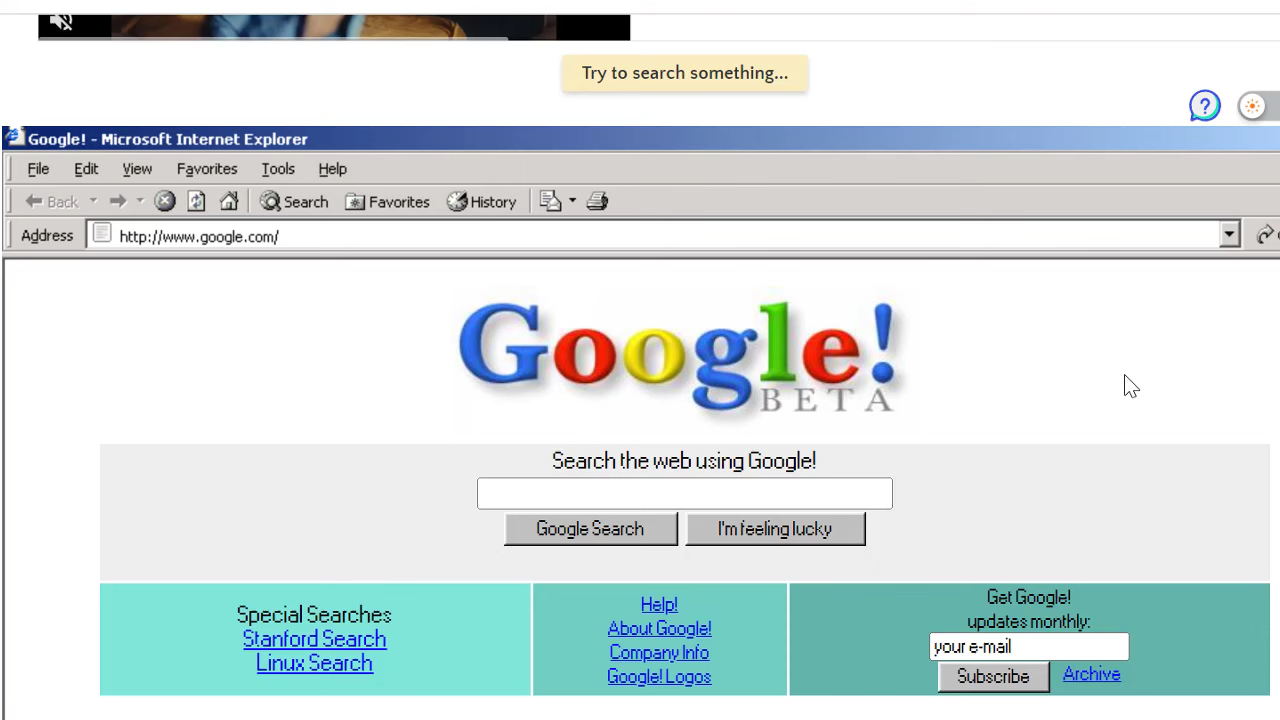 Try to search something...
Google! - Microsoft Internet Explorer
File Edit View Favorites Tools Help
Back Search Favorites History
Address http://www.google.com/
Google!
BETA
Search the web using Google!
Google Search I'm feeling lucky
Special Searches
Stanford Search
Linux Search
Help!
About Google!
Company Info
Google! Logos
Get Google!
updates monthly:
your e-mail
Subscribe Archive